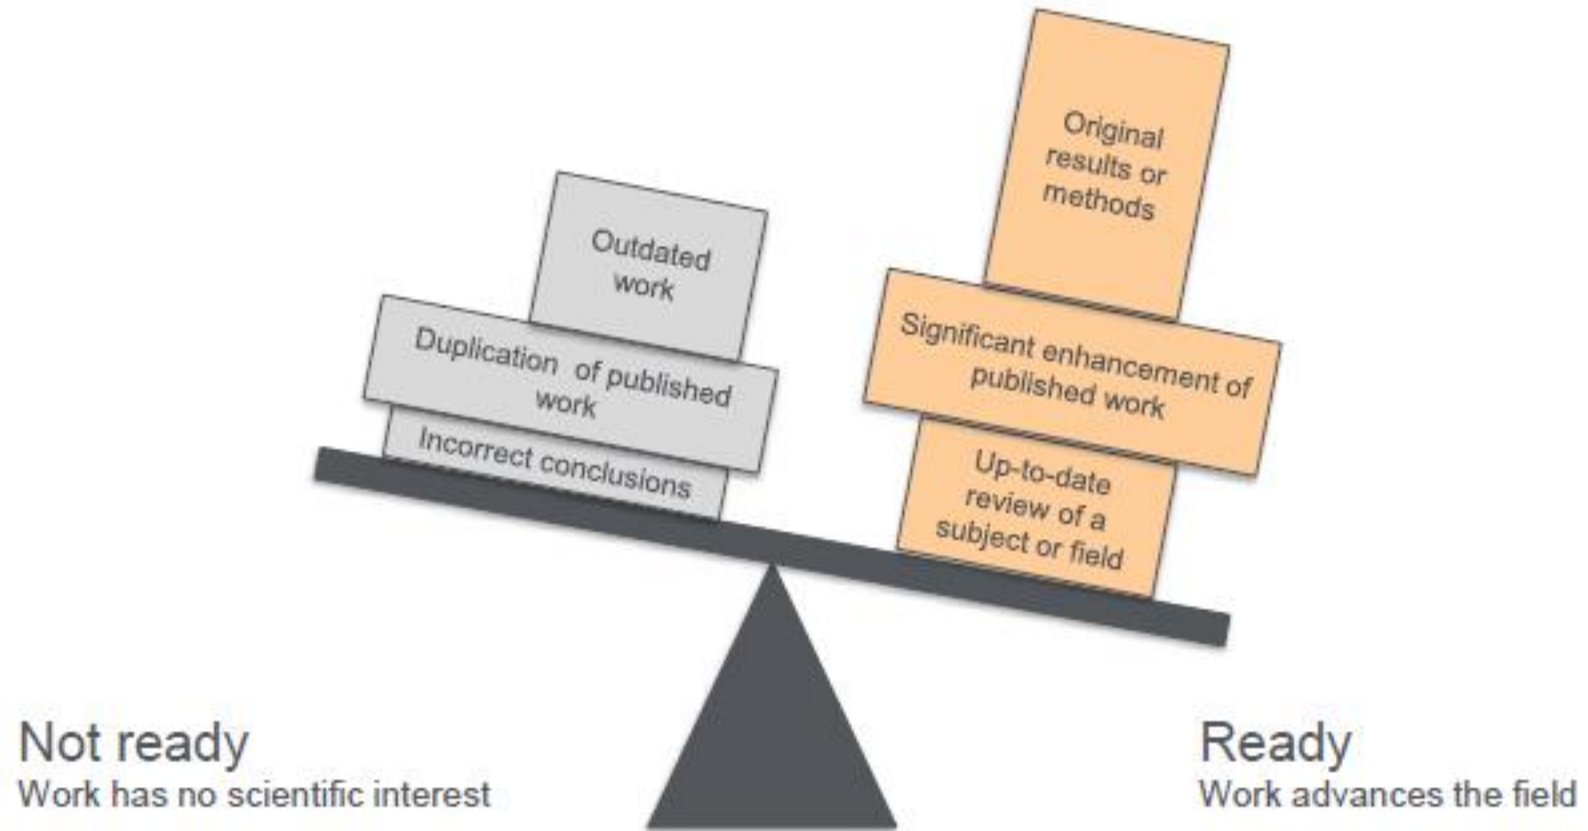 Outdated
work
Duplication of published
work
Incorrect conclusions
Original
results or
methods
Significant enhancement of
published work
Up-to-date
review of a
subject or field
Not ready
Work has no scientific interest
Ready
Work advances the field